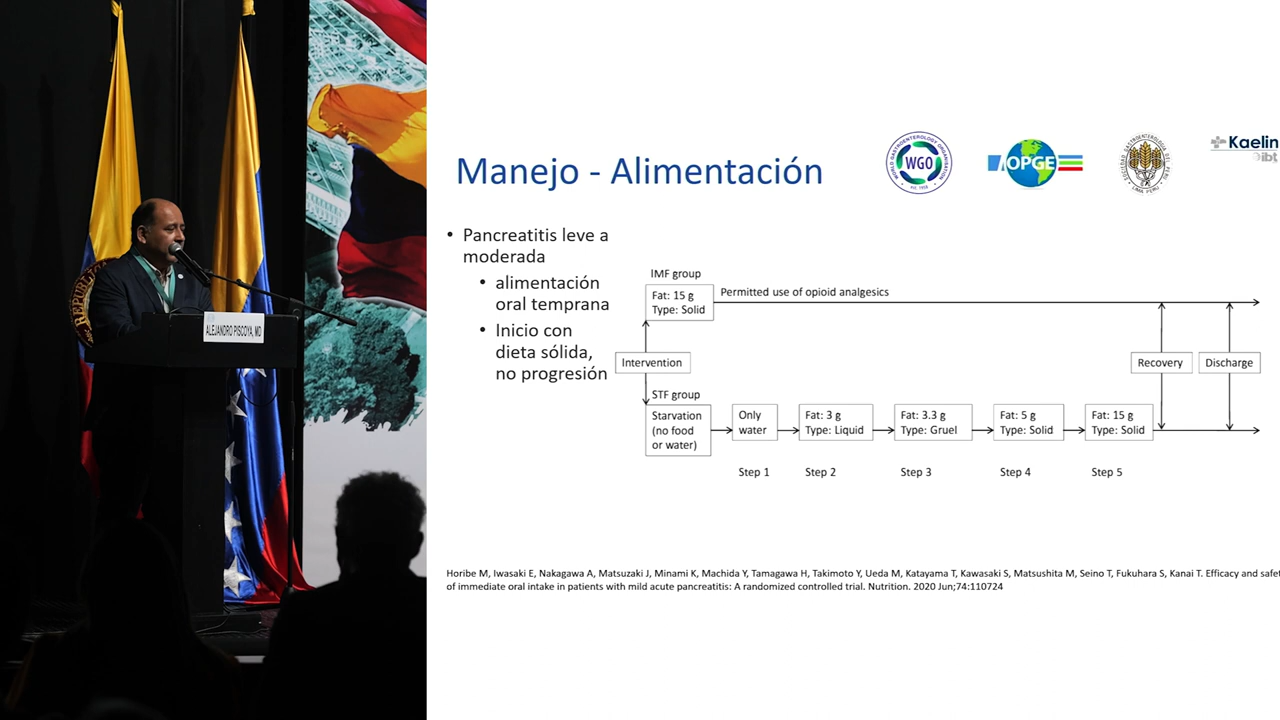 REPUBLIC
ALEJANDRO PISCOYA, MD
Manejo - Alimentación
WORLD GASTROENTEROLOGY ORGANISATION
WGO
OPGE
Kaelin
ibt
• Pancreatitis leve a
moderada
• alimentación
oral temprana
• Inicio con
dieta sólida,
no progresión
IMF group
Fat: 15 g
Type: Solid
Permitted use of opioid analgesics
Intervention
Recovery
Discharge
STF group
Starvation
(no food
or water)
Only
water
Fat: 3 g
Type: Liquid
Fat: 3.3 g
Type: Gruel
Fat: 5 g
Type: Solid
Fat: 15 g
Type: Solid
Step 1
Step 2
Step 3
Step 4
Step 5
Horibe M, Iwasaki E, Nakagawa A, Matsuzaki J, Minami K, Machida Y, Tamagawa H, Takimoto Y, Ueda M, Katayama T, Kawasaki S, Matsushita M, Seino T, Fukuhara S, Kanai T. Efficacy and safet
of immediate oral intake in patients with mild acute pancreatitis: A randomized controlled trial. Nutrition. 2020 Jun;74:110724